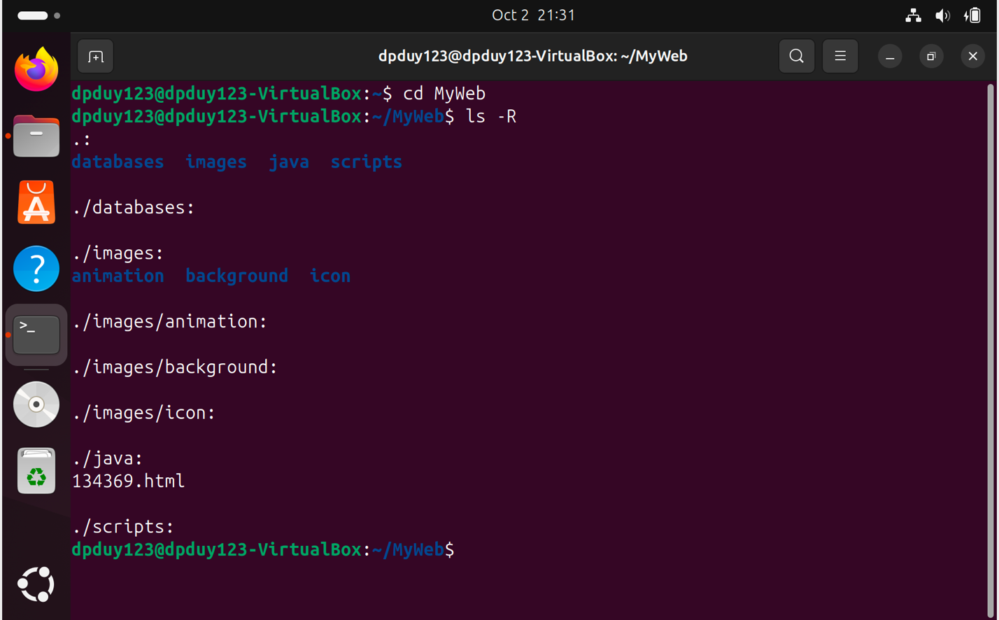 Oct 2 21:31
dpduy123@dpduy123-VirtualBox: ~/MyWeb
dpduy123@dpduy123-VirtualBox:~$ cd MyWeb
dpduy123@dpduy123-VirtualBox:~/MyWeb$ ls -R
.:
databases images java scripts
./databases:
./images:
animation background icon
./images/animation:
./images/background:
./images/icon:
./java:
134369.html
./scripts:
dpduy123@dpduy123-VirtualBox:~/MyWeb$